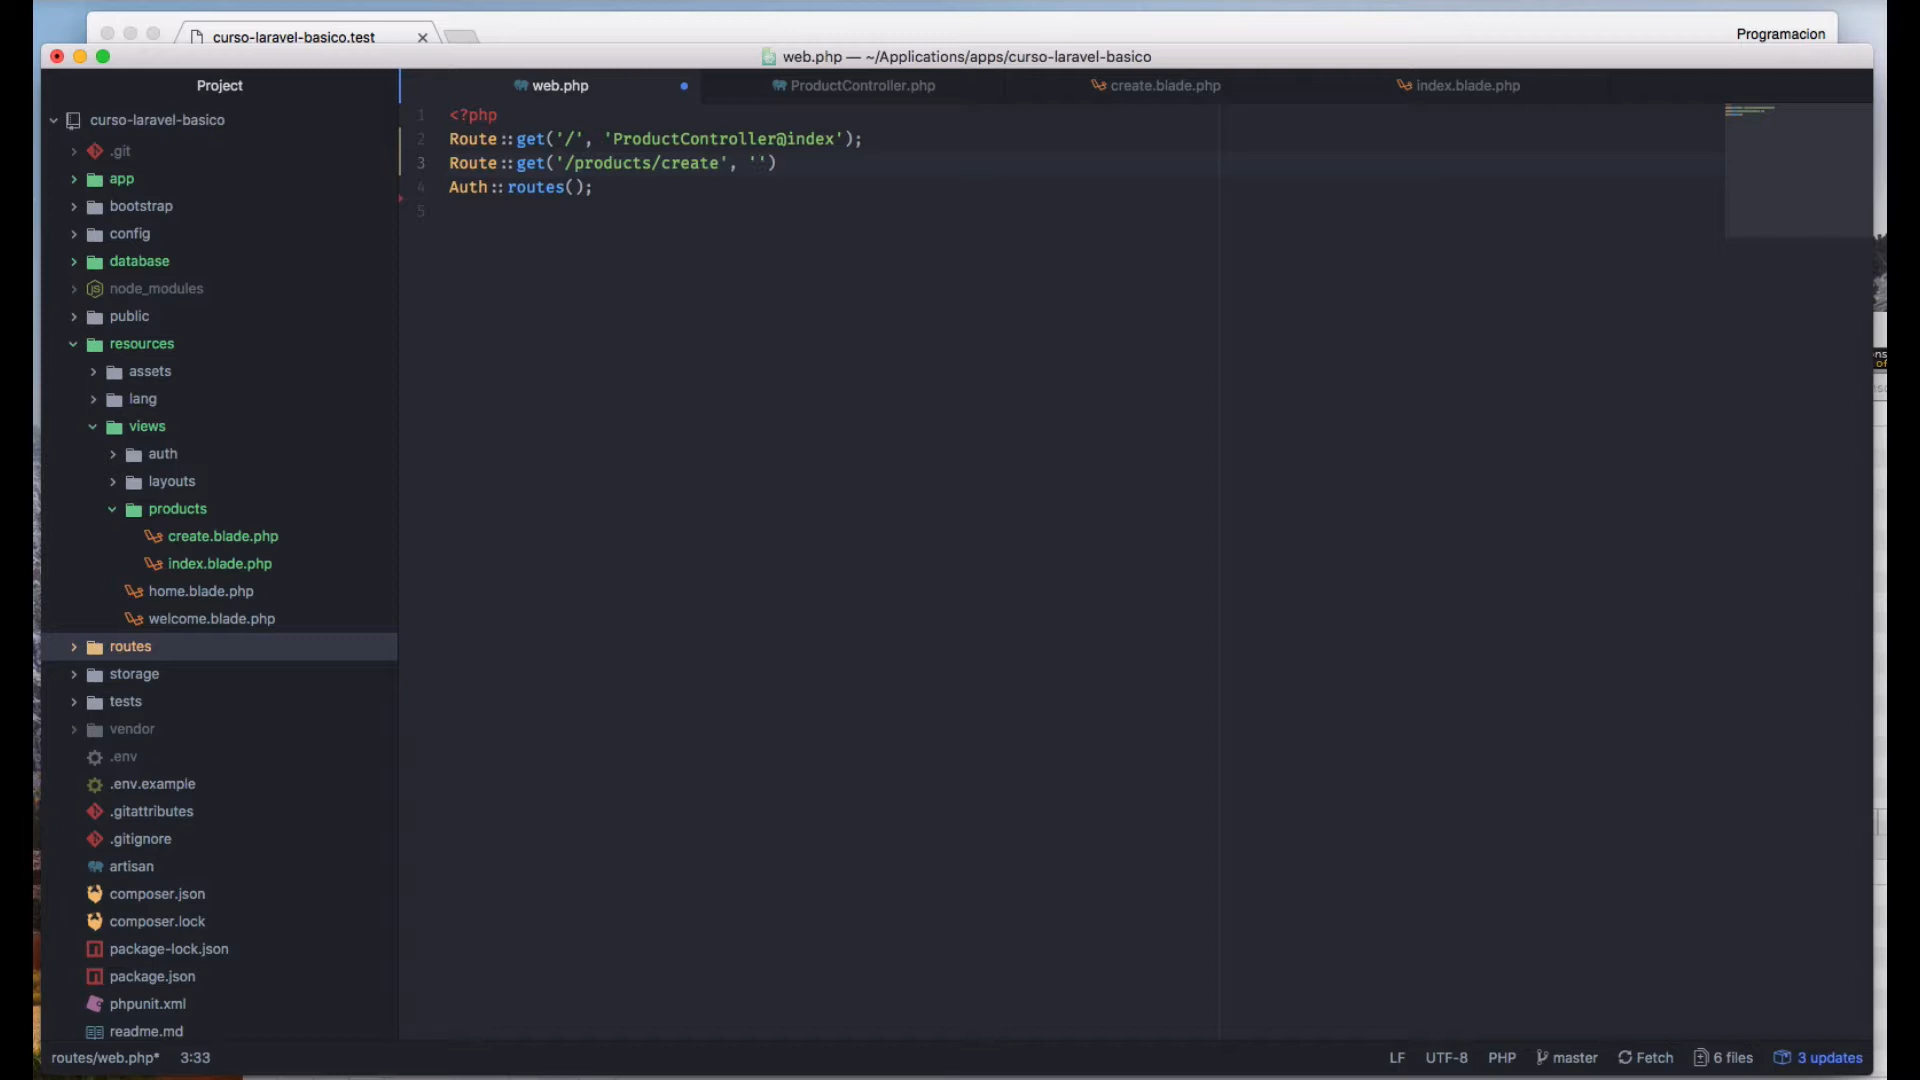 curso-laravel-basico.test
Programacion
web.php — ~/Applications/apps/curso-laravel-basico
Project
web.php
ProductController.php
create.blade.php
index.blade.php
curso-laravel-basico
.git
app
bootstrap
config
database
node_modules
public
resources
assets
lang
views
auth
layouts
products
create.blade.php
index.blade.php
home.blade.php
welcome.blade.php
routes
storage
tests
vendor
.env
.env.example
.gitattributes
.gitignore
artisan
composer.json
composer.lock
package-lock.json
package.json
phpunit.xml
readme.md
1 <?php
2 Route::get('/', 'ProductController@index');
3 Route::get('/products/create', '')
4 Auth::routes();
5
routes/web.php* 3:33
LF UTF-8 PHP master Fetch 6 files 3 updates